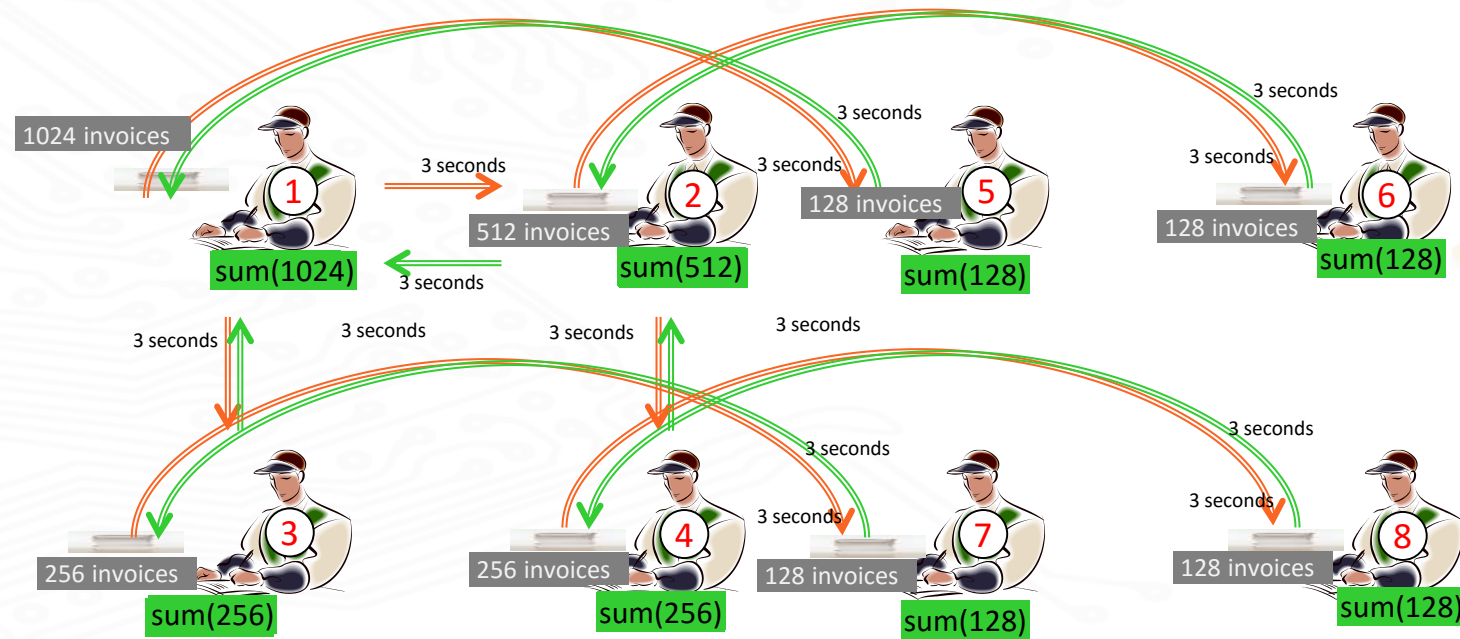 3 seconds
3 seconds
1024 invoices
3 seconds
3 seconds
3 seconds
1
2
5
6
128 invoices
128 invoices
512 invoices
sum(1024)
sum(512)
sum(128)
sum(128)
3 seconds
3 seconds
3 seconds
3 seconds
3 seconds
3 seconds
3 seconds
3 seconds
3 seconds
3
4
7
8
256 invoices
256 invoices
128 invoices
128 invoices
sum(256)
sum(256)
sum(128)
sum(128)